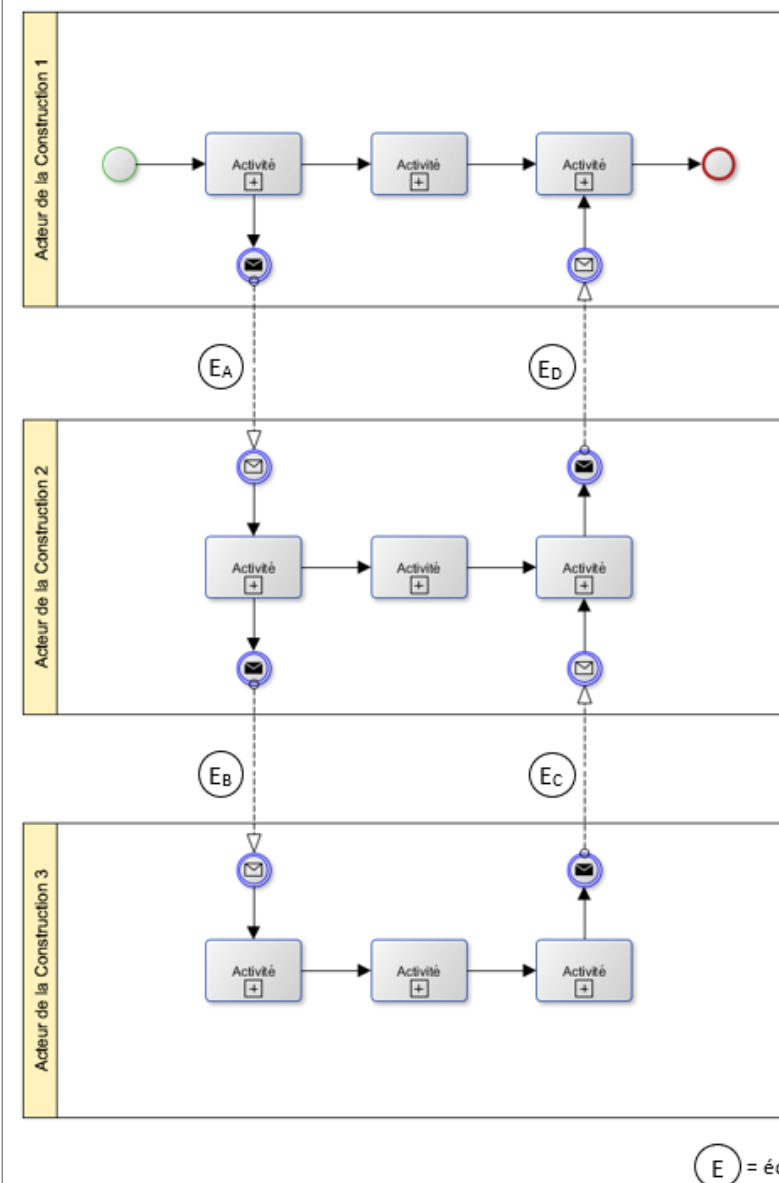 Acteur de la Construction 1
Activité
Activité
Activité
EA
ED
Acteur de la Construction 2
Activité
Activité
Activité
EB
EC
Acteur de la Construction 3
Activité
Activité
Activité
E = éc